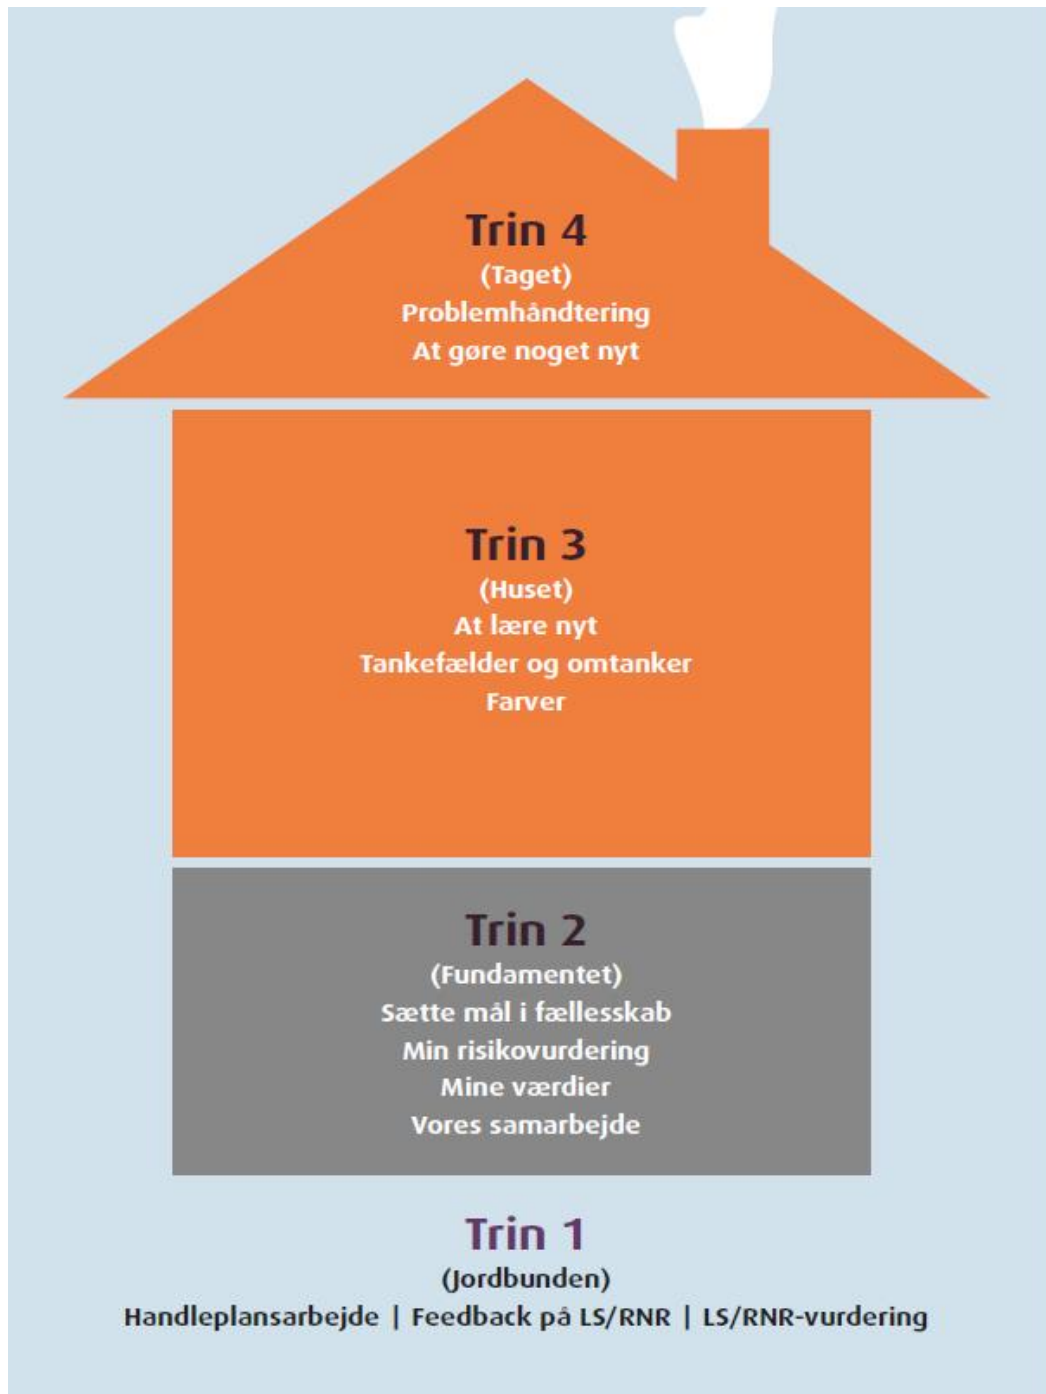 Trin 4
(Taget)
Problemhåndtering
At gøre noget nyt
Trin 3
(Huset)
At lære nyt
Tankefælder og omtanker
Farver
Trin 2
(Fundamentet)
Sætte mål i fællesskab
Min risikovurdering
Mine værdier
Vores samarbejde
Trin 1
(Jordbunden)
Handleplansarbejde | Feedback på LS/RNR | LS/RNR-vurdering